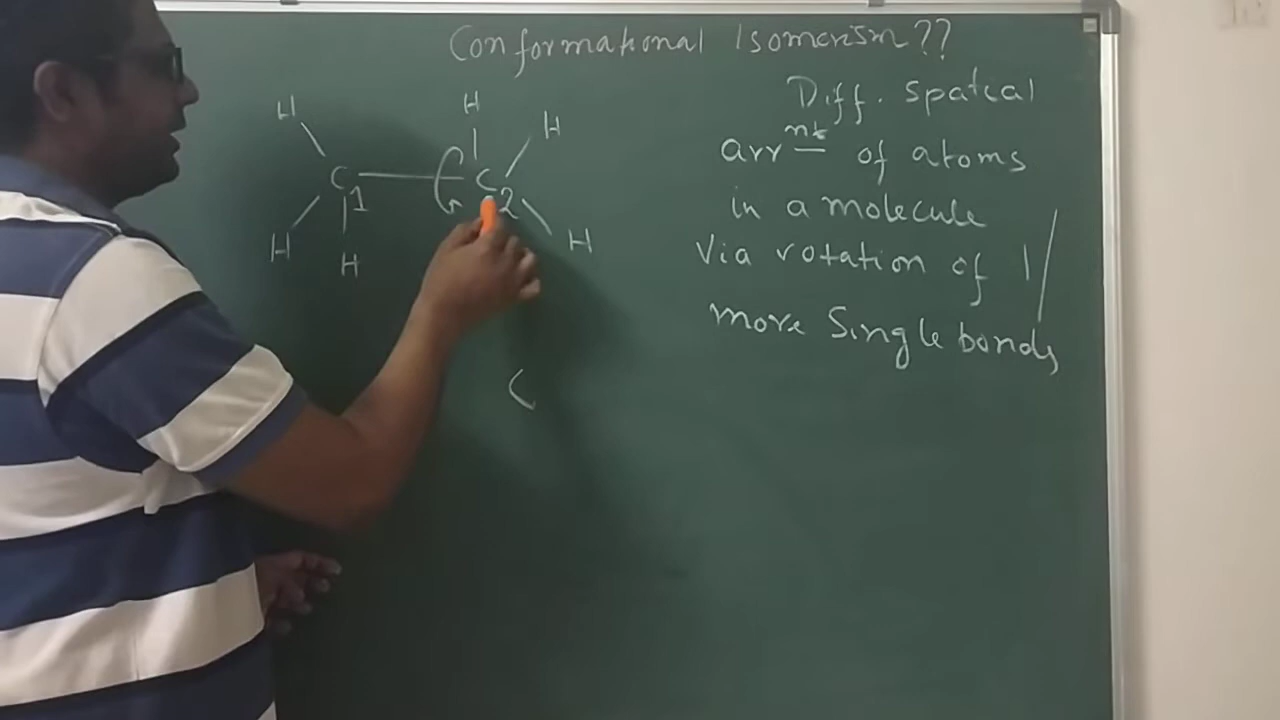 Conformational Isomerism??
Diff. spatial
arrnt of atoms
in a molecule
Via rotation of 1/
more Single bonds
H H H
C1 C2
H H H
C